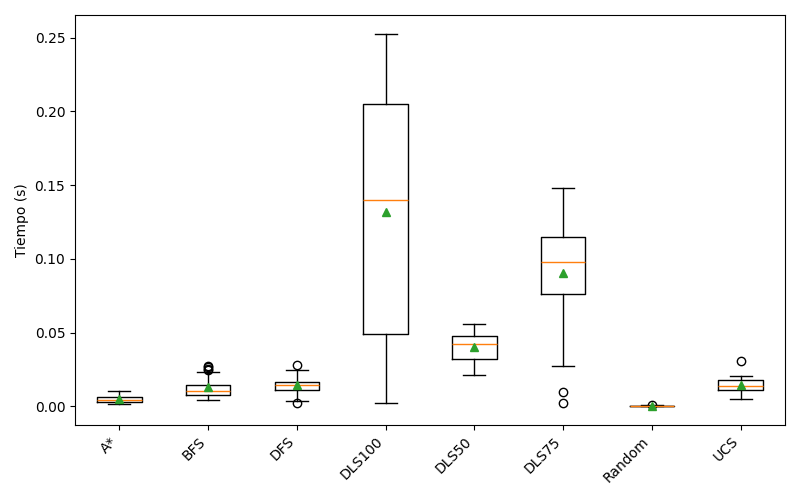 Tiempo (s)
0.25
0.20
0.15
0.10
0.05
0.00
A*
BFS
DFS
DLS100
DLS50
DLS75
Random
UCS